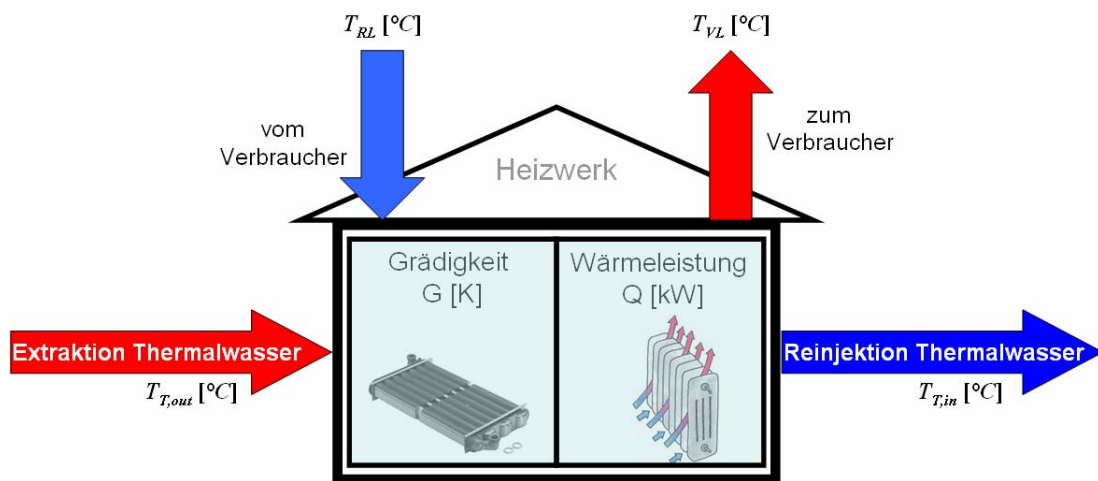 T_RL [°C]
T_VL [°C]
vom
Verbraucher
zum
Verbraucher
Heizwerk
Grädigkeit
G [K]
Wärmeleistung
Q [kW]
Extraktion Thermalwasser
T_T,out [°C]
Reinjektion Thermalwasser
T_T,in [°C]